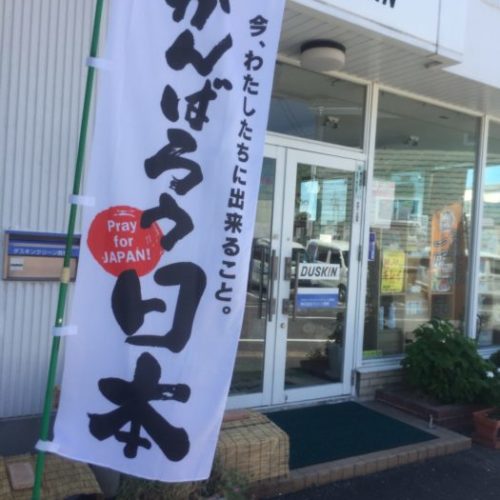 がんばろう日本
今、わたしたちに出来ること。
Pray
for
JAPAN!
DUSKIN